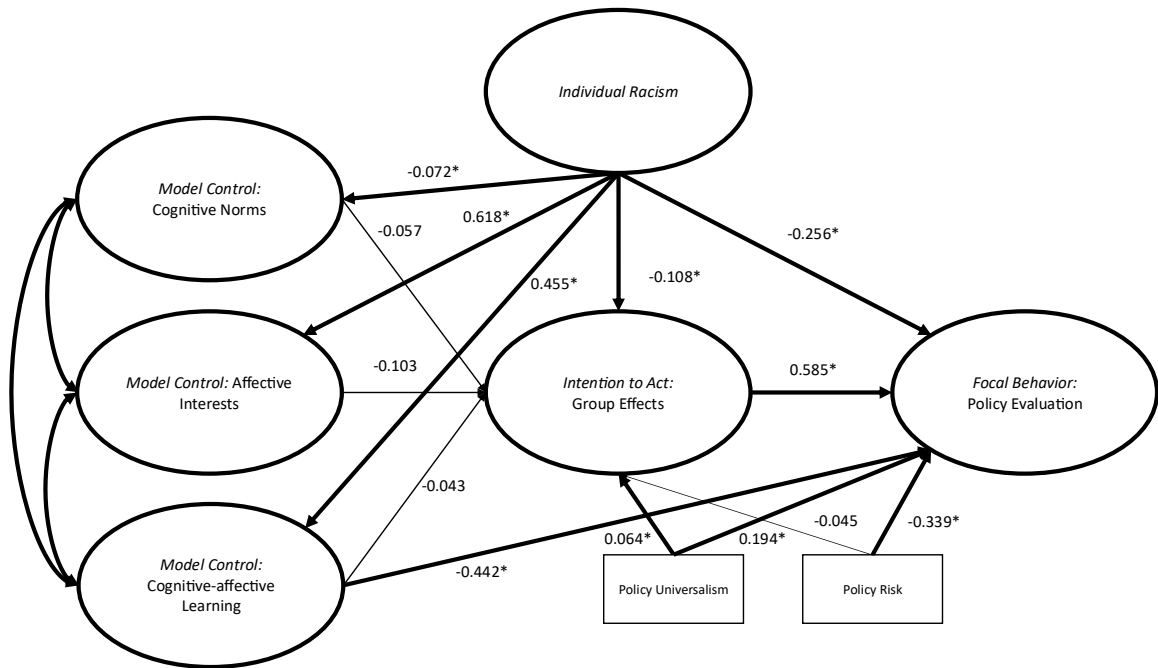 Individual Racism
Model Control:
Cognitive Norms
-0.072*
0.618*
-0.057
-0.256*
0.455*
-0.108*
Model Control: Affective
Interests
-0.103
Intention to Act:
Group Effects
0.585*
Focal Behavior:
Policy Evaluation
-0.043
Model Control:
Cognitive-affective
Learning
-0.442*
0.064*
0.194*
-0.045
-0.339*
Policy Universalism
Policy Risk